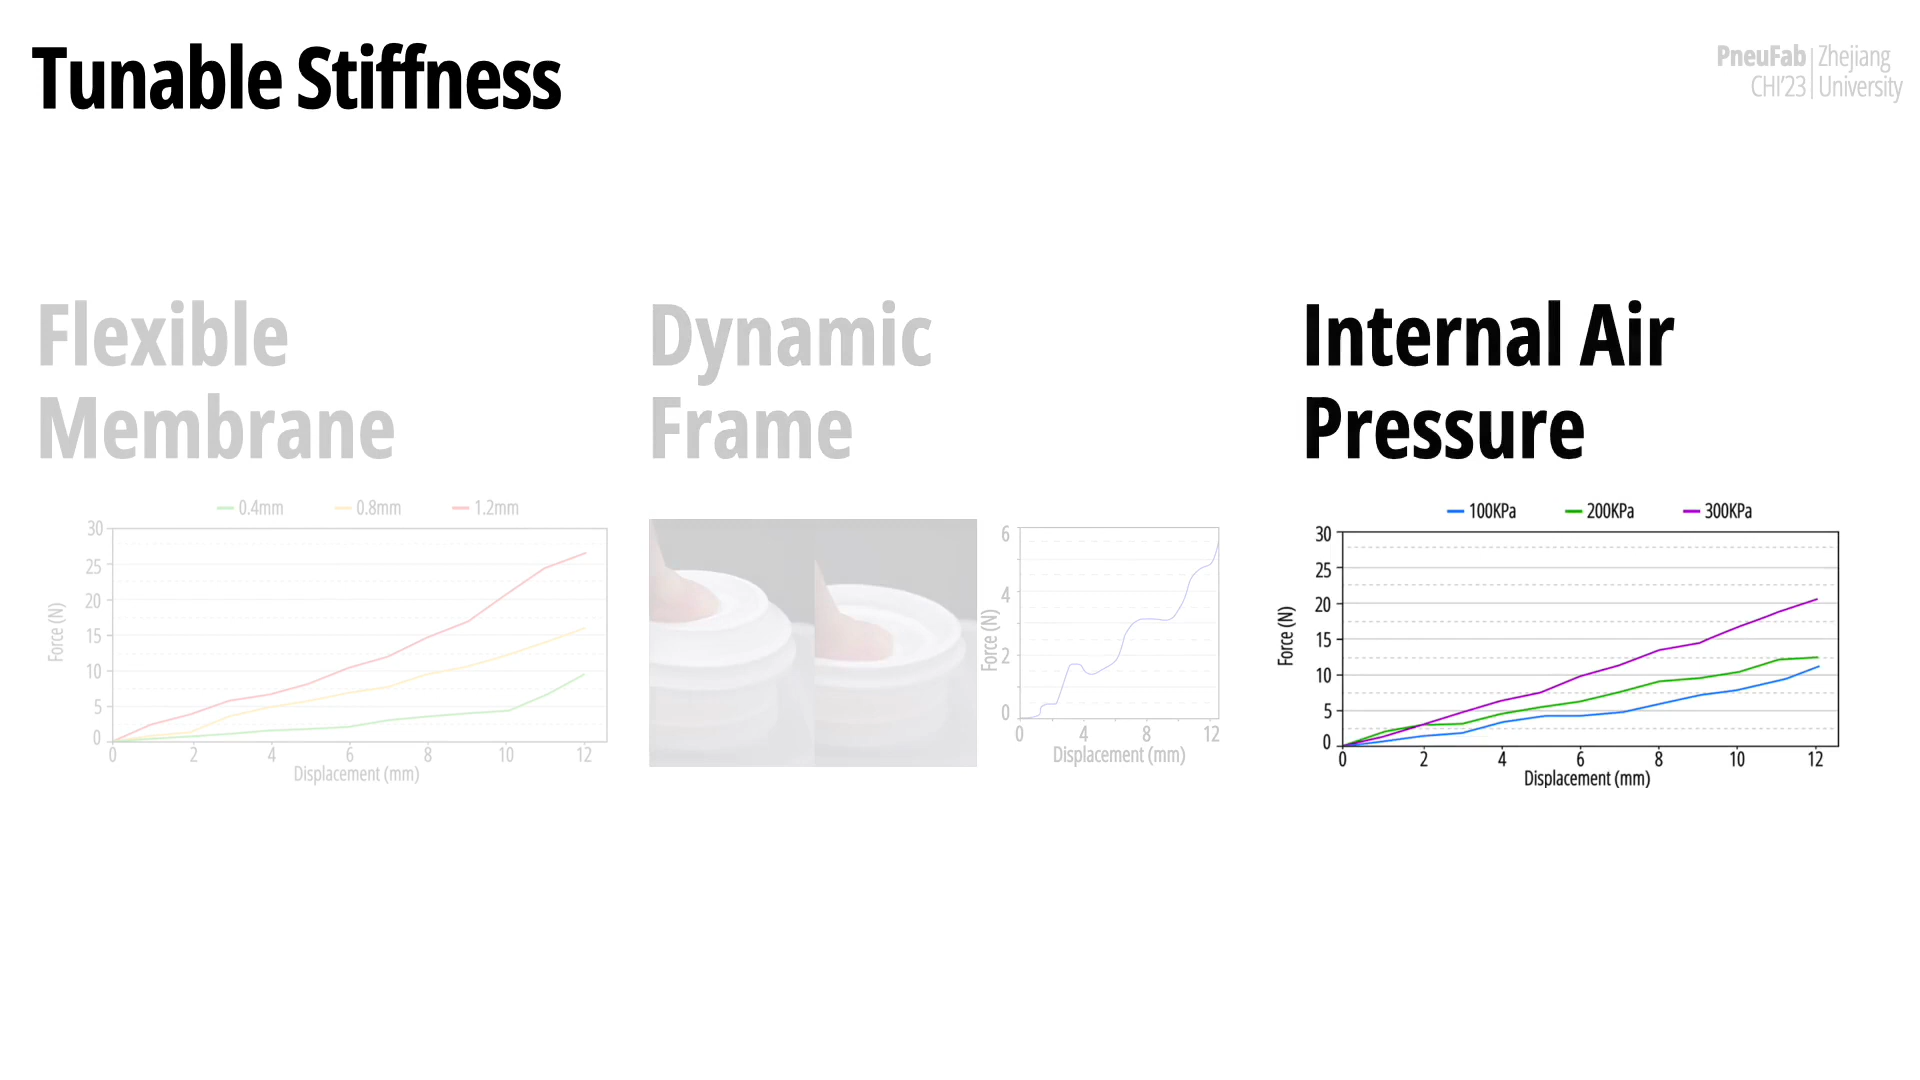 Tunable Stiffness
PneuFab
CHI'23
Zhejiang
University
Flexible
Membrane
0.4mm 0.8mm 1.2mm
30
25
20
15
10
5
0
Force (N)
0 2 4 6 8 10 12
Displacement (mm)
Dynamic
Frame
6
4
2
0
Force (N)
0 4 8 12
Displacement (mm)
Internal Air
Pressure
100KPa 200KPa 300KPa
30
25
20
15
10
5
0
Force (N)
0 2 4 6 8 10 12
Displacement (mm)